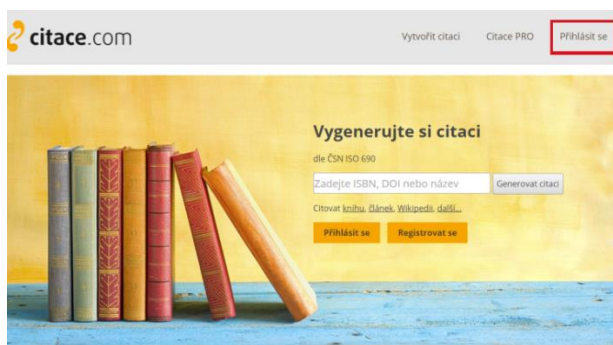 citace.com
Vytvořit citaci Citace PRO Přihlásit se
Vygenerujte si citaci
dle ČSN ISO 690
Zadejte ISBN, DOI nebo název Generovat citaci
Citovat knihu, článek, Wikipedii, další...
Přihlásit se Registrovat se